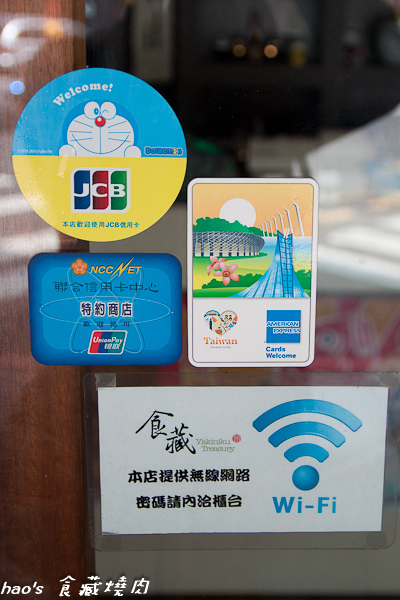 Welcome!
Doraemon
JCB
本店歡迎使用JCB信用卡
NCCNET
聯合信用卡中心
特約商店
UnionPay
银联
Taiwan
AMERICAN
EXPRESS
Cards
Welcome
食藏
Yakiniku
Treasury
本店提供無線網路
密碼請內洽櫃台
Wi-Fi
hao's 食藏燒肉